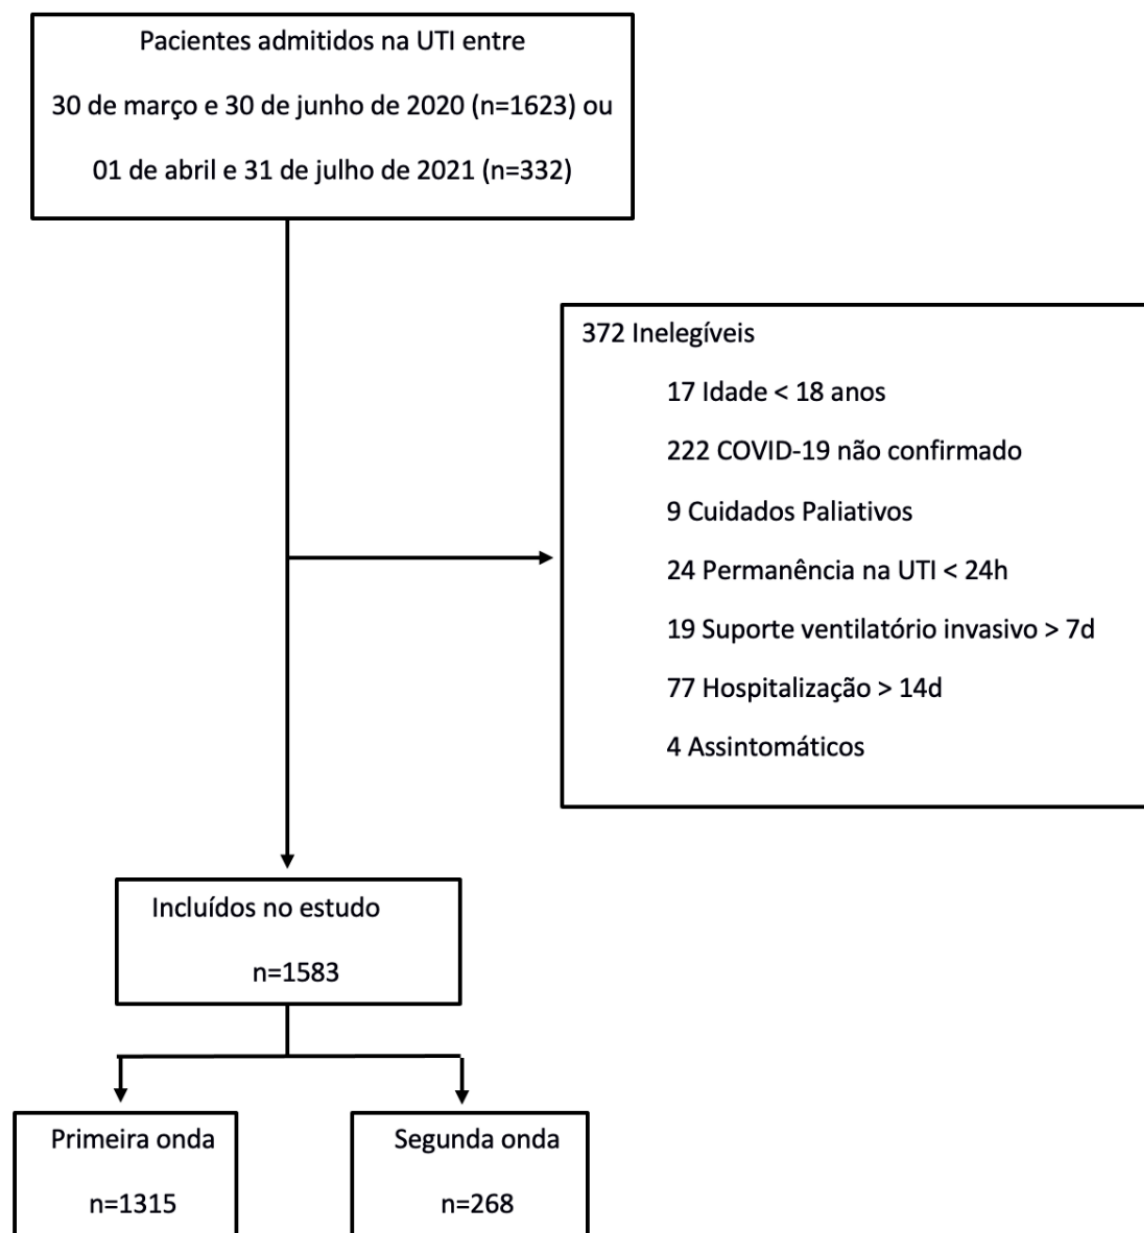 Pacientes admitidos na UTI entre
30 de março e 30 de junho de 2020 (n=1623) ou
01 de abril e 31 de julho de 2021 (n=332)
372 Inelegíveis
17 Idade < 18 anos
222 COVID-19 não confirmado
9 Cuidados Paliativos
24 Permanência na UTI < 24h
19 Suporte ventilatório invasivo > 7d
77 Hospitalização > 14d
4 Assintomáticos
Incluídos no estudo
n=1583
Primeira onda
n=1315
Segunda onda
n=268